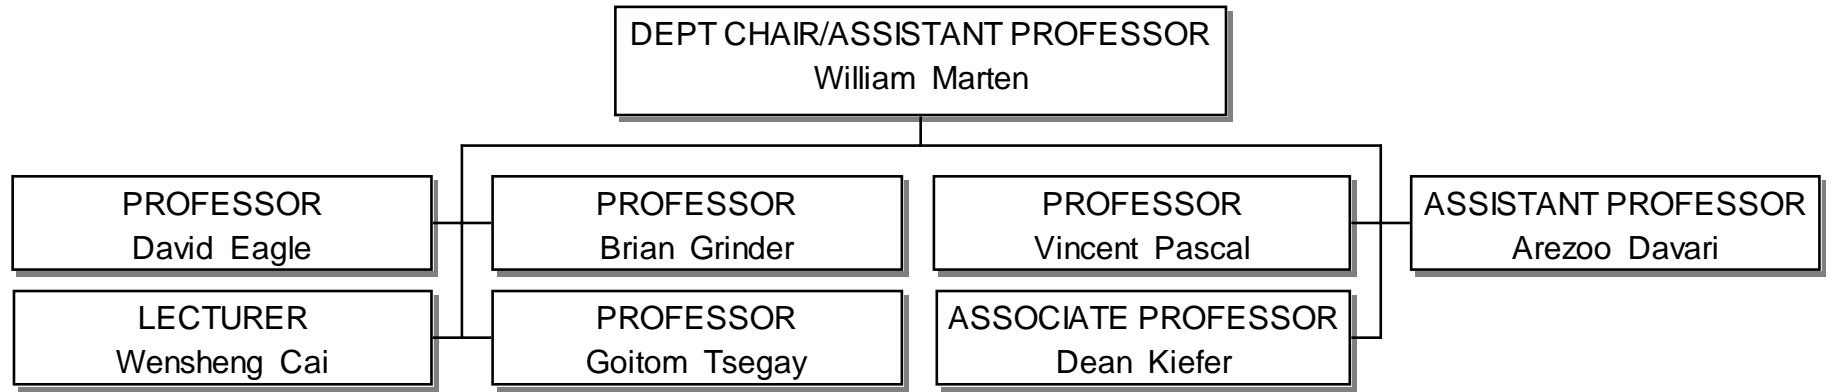 DEPT CHAIR/ASSISTANT PROFESSOR
William Marten
PROFESSOR
David Eagle
PROFESSOR
Brian Grinder
PROFESSOR
Vincent Pascal
ASSISTANT PROFESSOR
Arezoo Davari
LECTURER
Wensheng Cai
PROFESSOR
Goitom Tsegay
ASSOCIATE PROFESSOR
Dean Kiefer